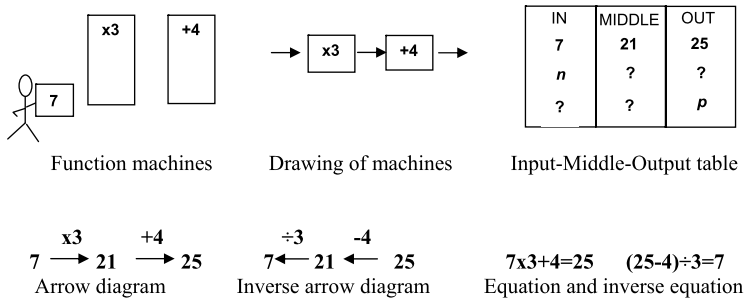 x3 +4
7
x3 +4
IN MIDDLE OUT
7 21 25
n ? ?
? ? p
Function machines
Drawing of machines
Input-Middle-Output table
x3 +4
7 21 25
Arrow diagram
÷3 -4
7 21 25
Inverse arrow diagram
7x3+4=25 (25-4)÷3=7
Equation and inverse equation